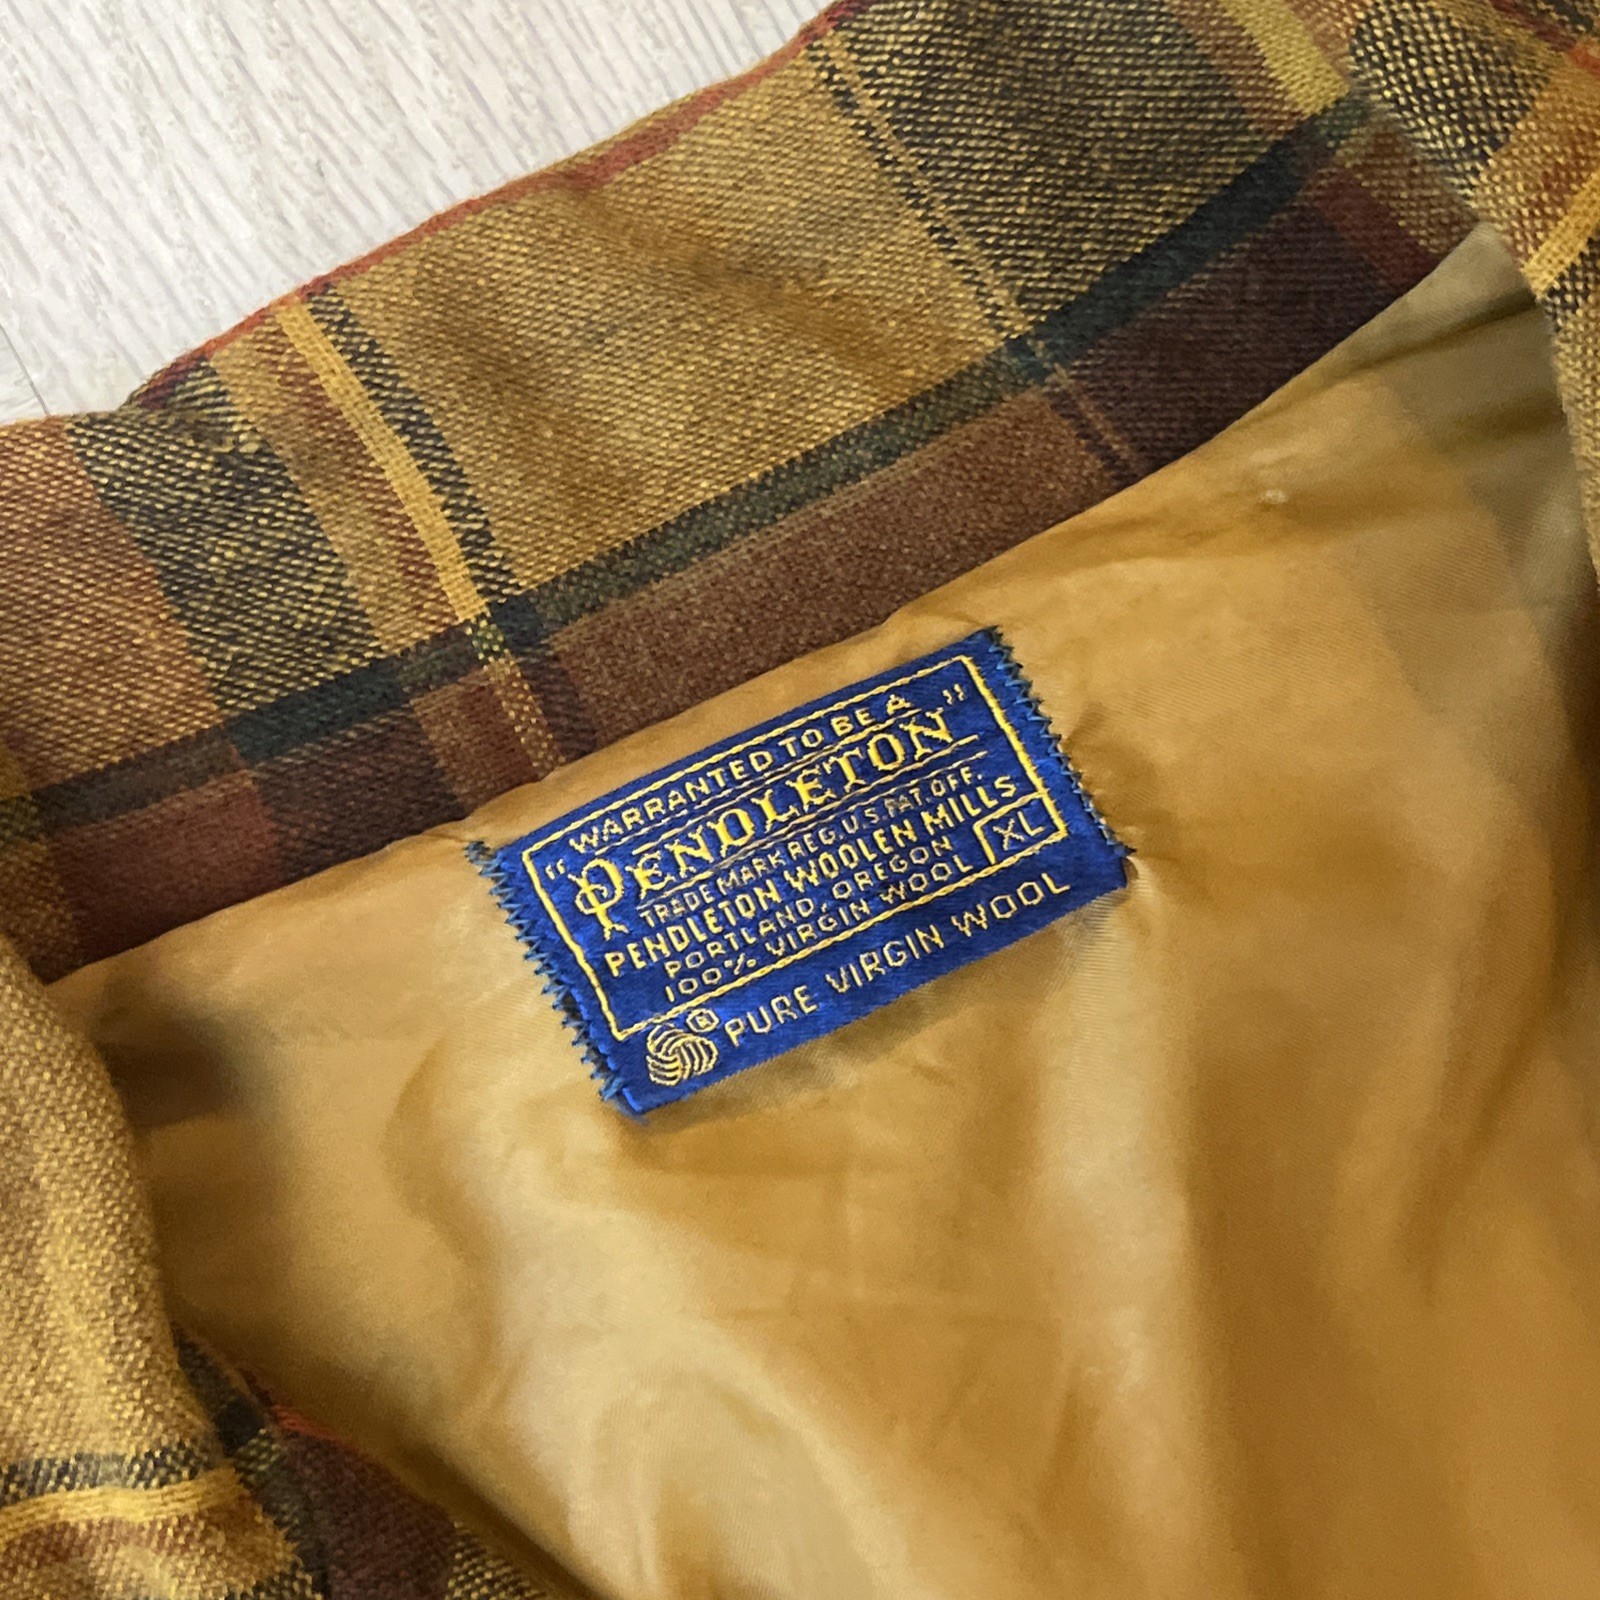 "WARRANTED TO BE A
PENDLETON"
TRADE MARK REG. U.S. PAT. OFF.
PENDLETON WOOLEN MILLS
PORTLAND, OREGON
100% VIRGIN WOOL
XL
® PURE VIRGIN WOOL